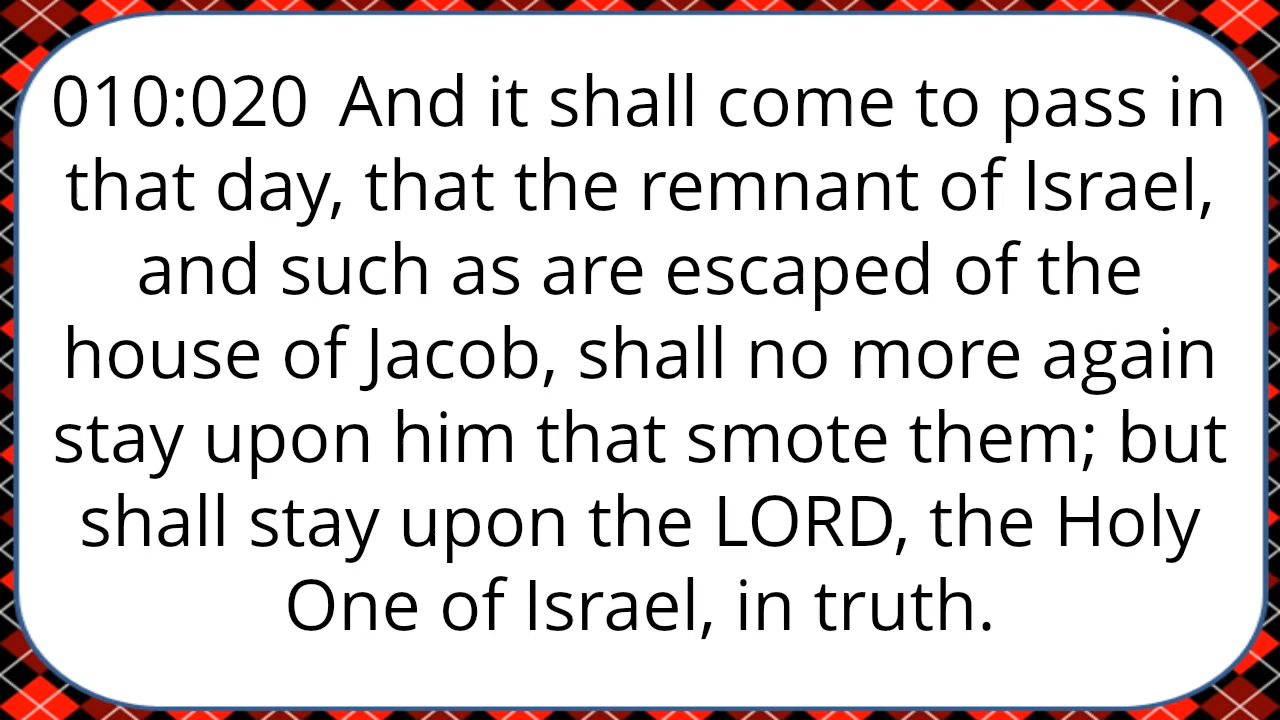 010:020 And it shall come to pass in
that day, that the remnant of Israel,
and such as are escaped of the
house of Jacob, shall no more again
stay upon him that smote them; but
shall stay upon the LORD, the Holy
One of Israel, in truth.